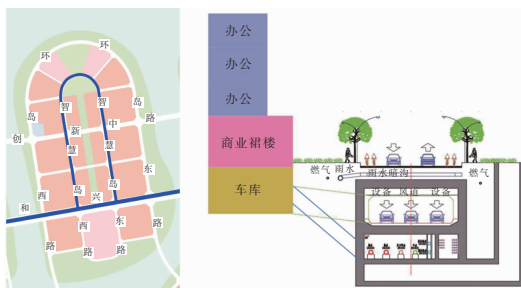 环岛西路
环岛东路
智慧岛西路
智慧岛东路
创新中路
和兴
办公
办公
办公
商业裙楼
车库
燃气
雨水
雨水暗沟
燃气
设备
风道
设备